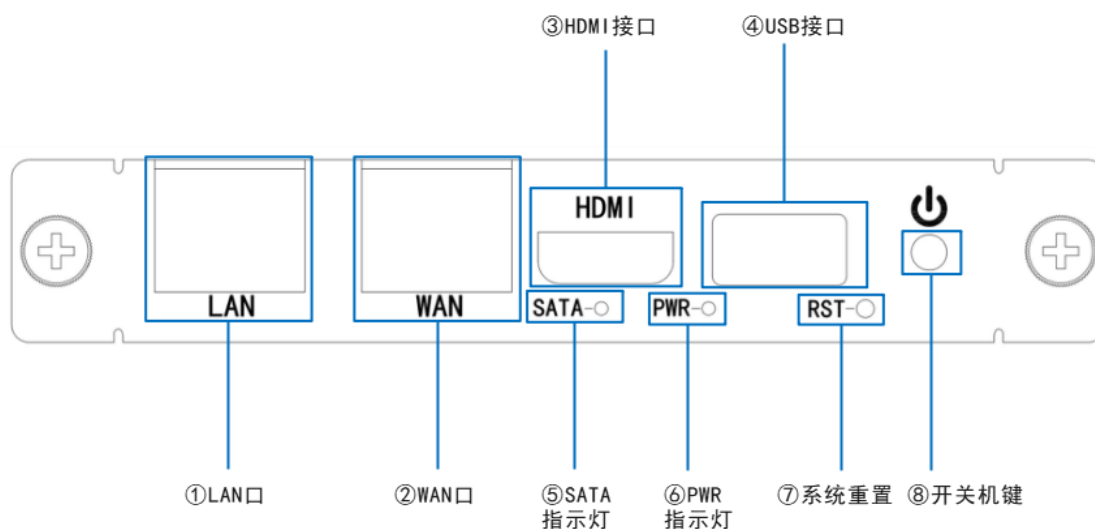 ③HDMI接口
④USB接口
HDMI
LAN
WAN
SATA
PWR
RST
①LAN口
②WAN口
⑤SATA
指示灯
⑥PWR
指示灯
⑦系统重置
⑧开关机键